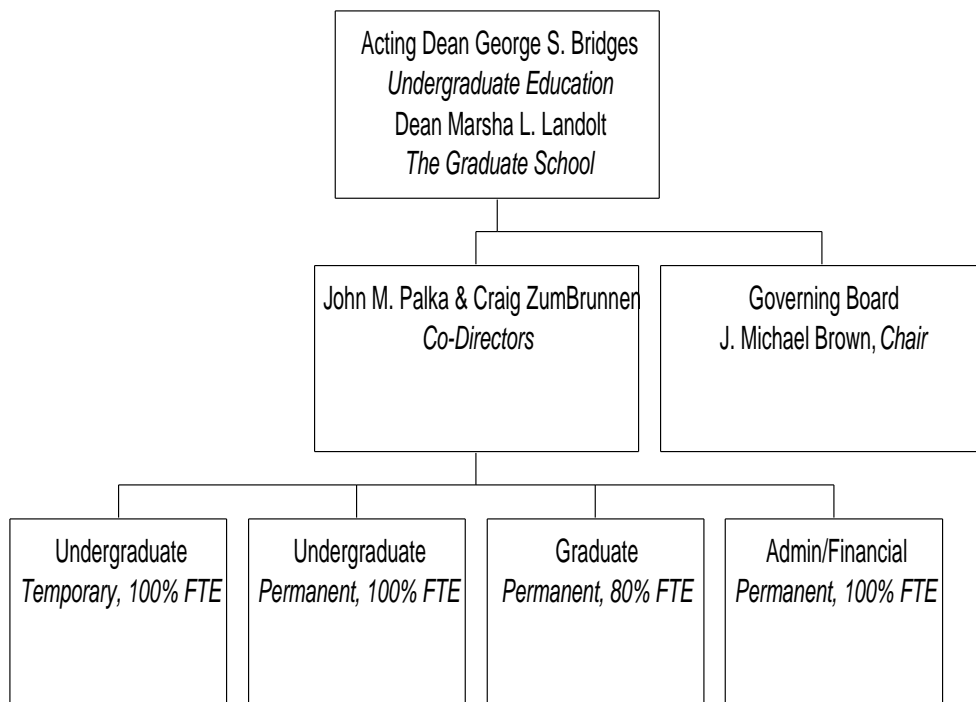 Acting Dean George S. Bridges
Undergraduate Education
Dean Marsha L. Landolt
The Graduate School
John M. Palka & Craig ZumBrunnen
Co-Directors
Governing Board
J. Michael Brown, Chair
Undergraduate
Temporary, 100% FTE
Undergraduate
Permanent, 100% FTE
Graduate
Permanent, 80% FTE
Admin/Financial
Permanent, 100% FTE